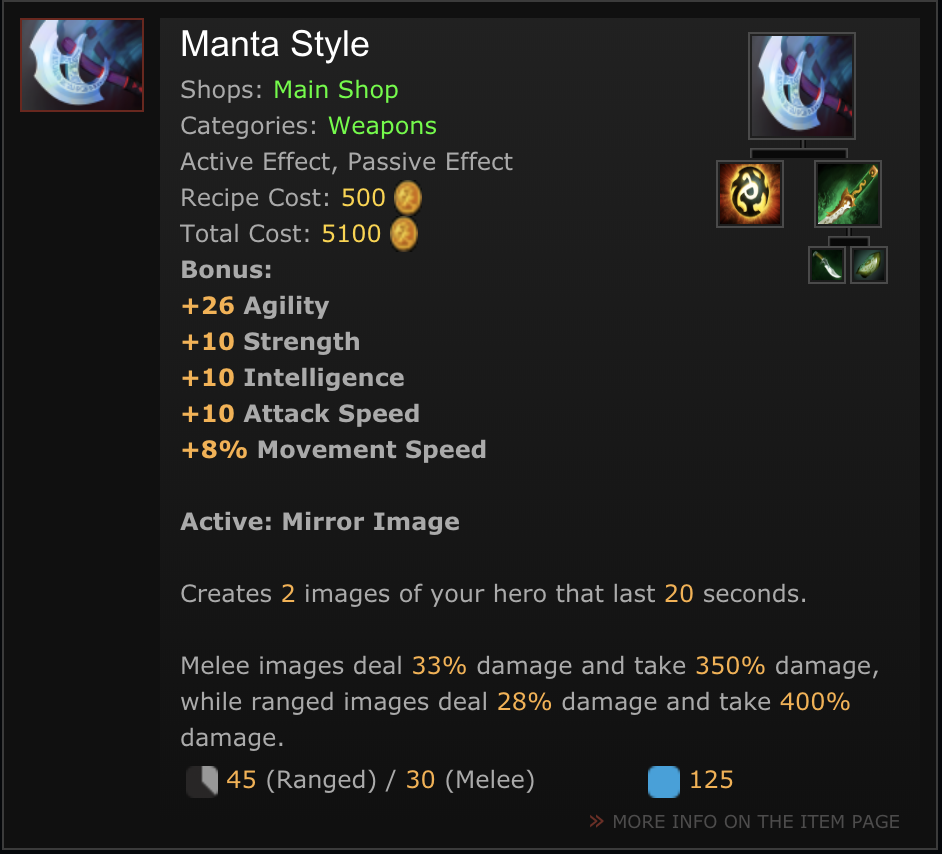 Manta Style
Shops: Main Shop
Categories: Weapons
Active Effect, Passive Effect
Recipe Cost: 500
Total Cost: 5100
Bonus:
+26 Agility
+10 Strength
+10 Intelligence
+10 Attack Speed
+8% Movement Speed
Active: Mirror Image
Creates 2 images of your hero that last 20 seconds.
Melee images deal 33% damage and take 350% damage,
while ranged images deal 28% damage and take 400%
damage.
45 (Ranged) / 30 (Melee) 125
» MORE INFO ON THE ITEM PAGE